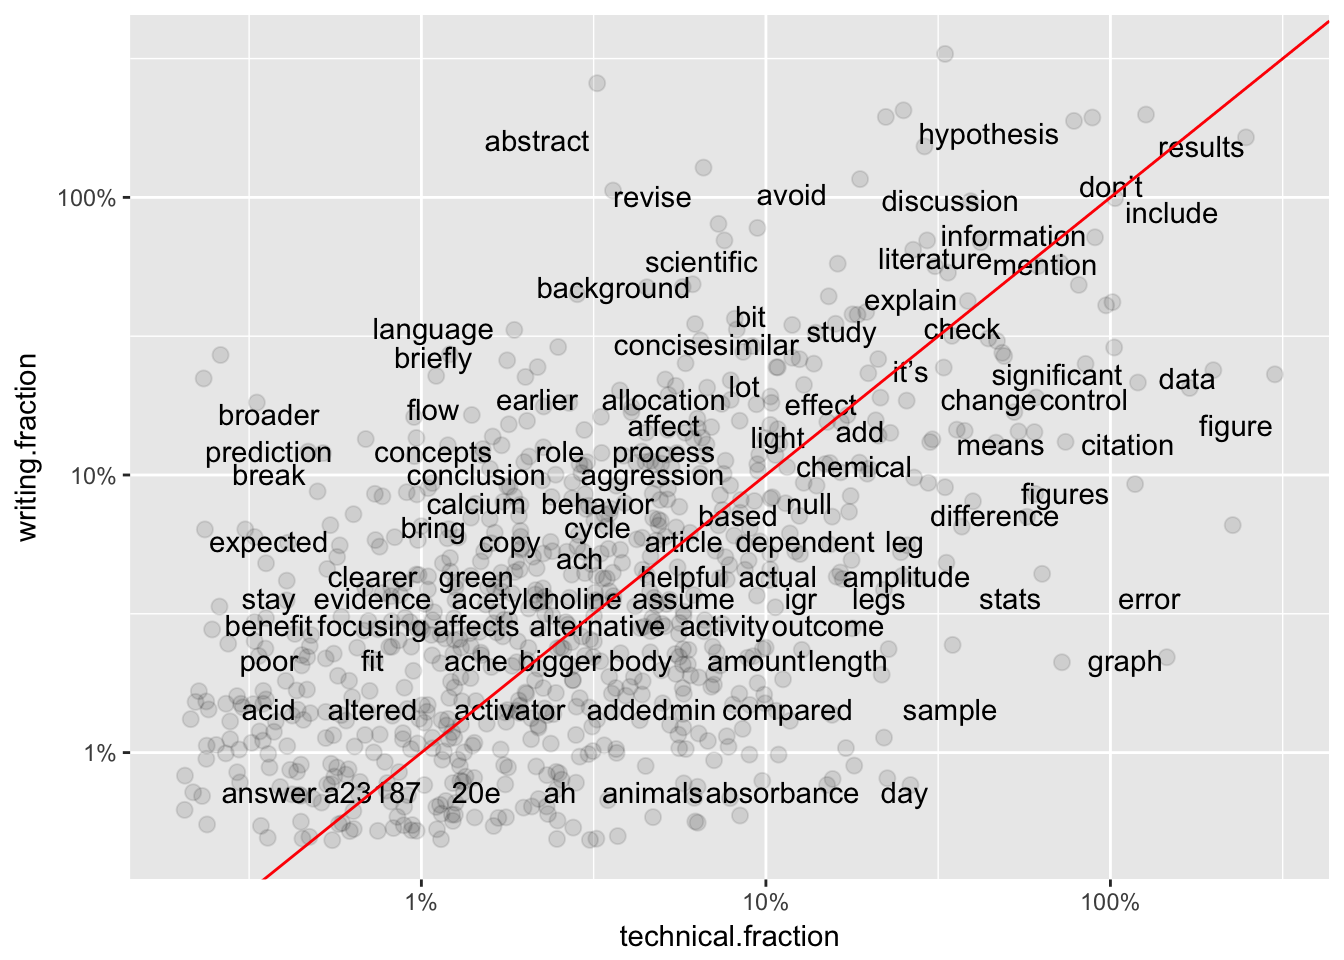 abstract
hypothesis
results
100%
revise
avoid
discussion
don't
include
information
scientific
literature
mention
background
explain
bit
language
study
check
concise
similar
briefly
it's
significant
data
lot
broader
flow
earlier
allocation
effect
change
control
affect
light
add
figure
prediction
concepts
role
process
means
citation
10%
break
conclusion
aggression
chemical
calcium
behavior
null
figures
bring
cycle
based
difference
expected
copy
article
dependent
leg
ach
clearer
green
helpful
actual
amplitude
stay
evidence
acetylcholine
assume
igr
legs
stats
error
benefit
focusing
affects
alternative
activity
outcome
poor
fit
ache
bigger
body
amount
length
graph
acid
altered
activator
added
min
compared
sample
1%
answer
a23187
20e
ah
animals
absorbance
day
1%
10%
100%
technical.fraction
writing.fraction